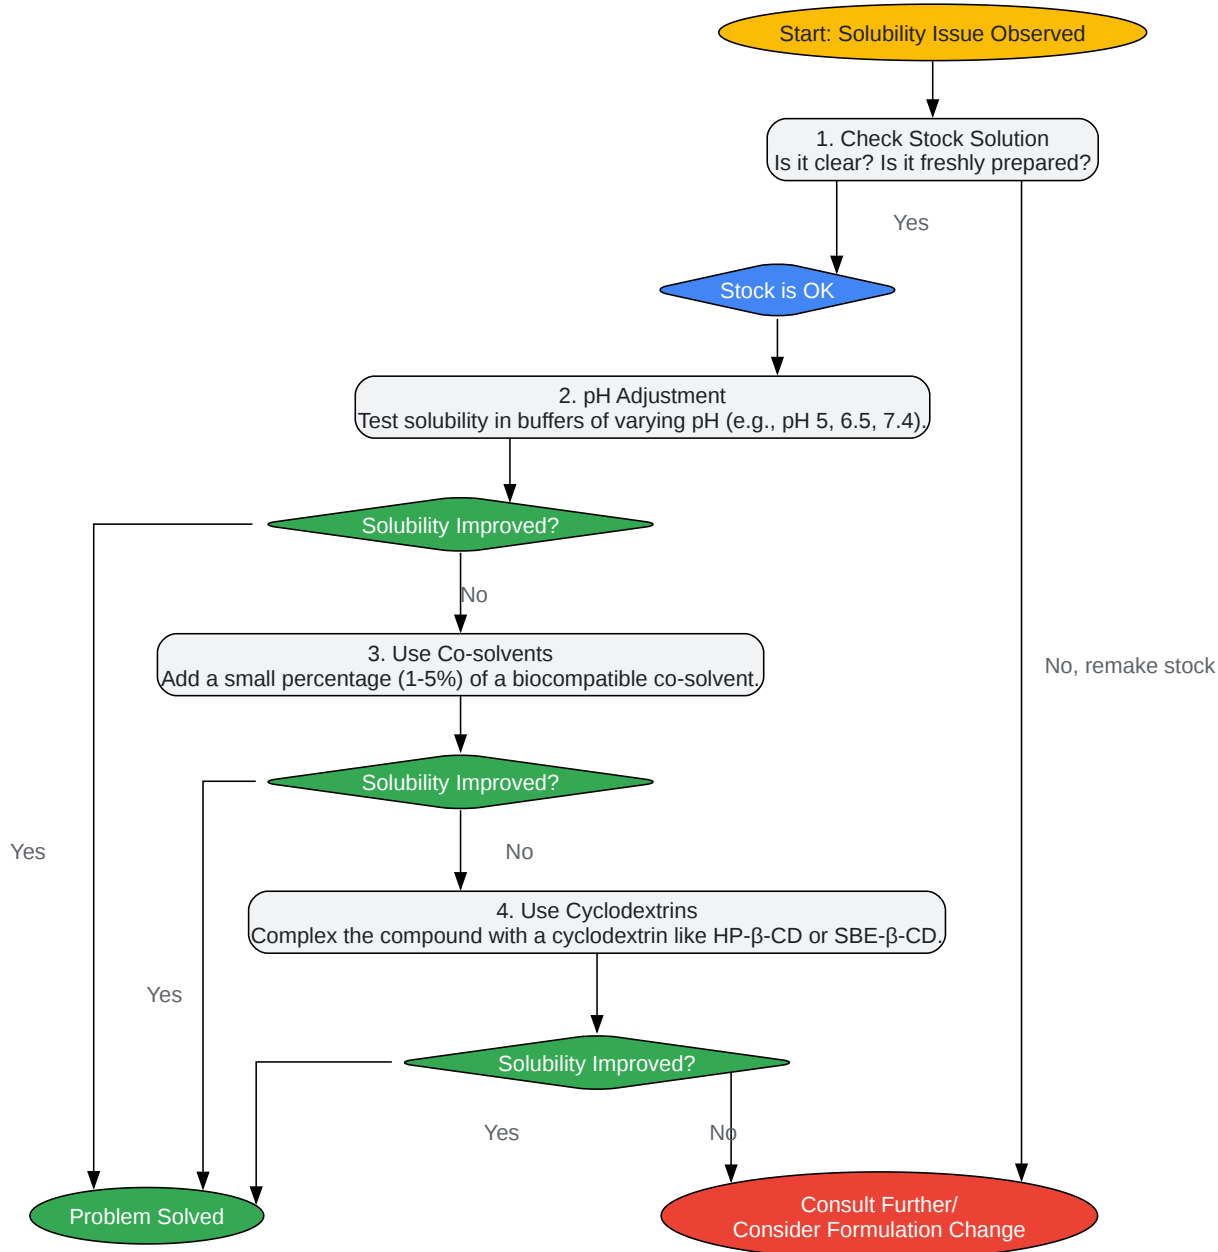 Start: Solubility Issue Observed
1. Check Stock Solution
Is it clear? Is it freshly prepared?
Yes
Stock is OK
2. pH Adjustment
Test solubility in buffers of varying pH (e.g., pH 5, 6.5, 7.4).
Solubility Improved?
No
3. Use Co-solvents
Add a small percentage (1-5%) of a biocompatible co-solvent.
No, remake stock
Solubility Improved?
Yes
No
4. Use Cyclodextrins
Complex the compound with a cyclodextrin like HP-β-CD or SBE-β-CD.
Yes
Solubility Improved?
Yes
No
Problem Solved
Consult Further/
Consider Formulation Change